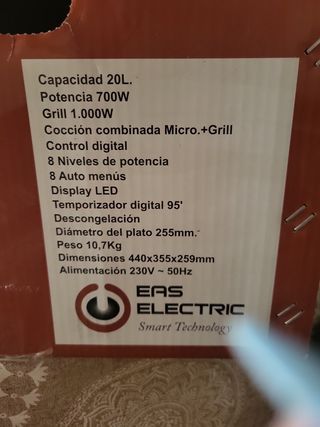 Capacidad 20L.
Potencia 700W
Grill 1.000W
Cocción combinada Micro.+Grill
Control digital
8 Niveles de potencia
8 Auto menús
Display LED
Temporizador digital 95'
Descongelación
Diámetro del plato 255mm.
Peso 10,7Kg
Dimensiones 440x355x259mm
Alimentación 230V ~ 50Hz
EAS
ELECTRIC
Smart Technology